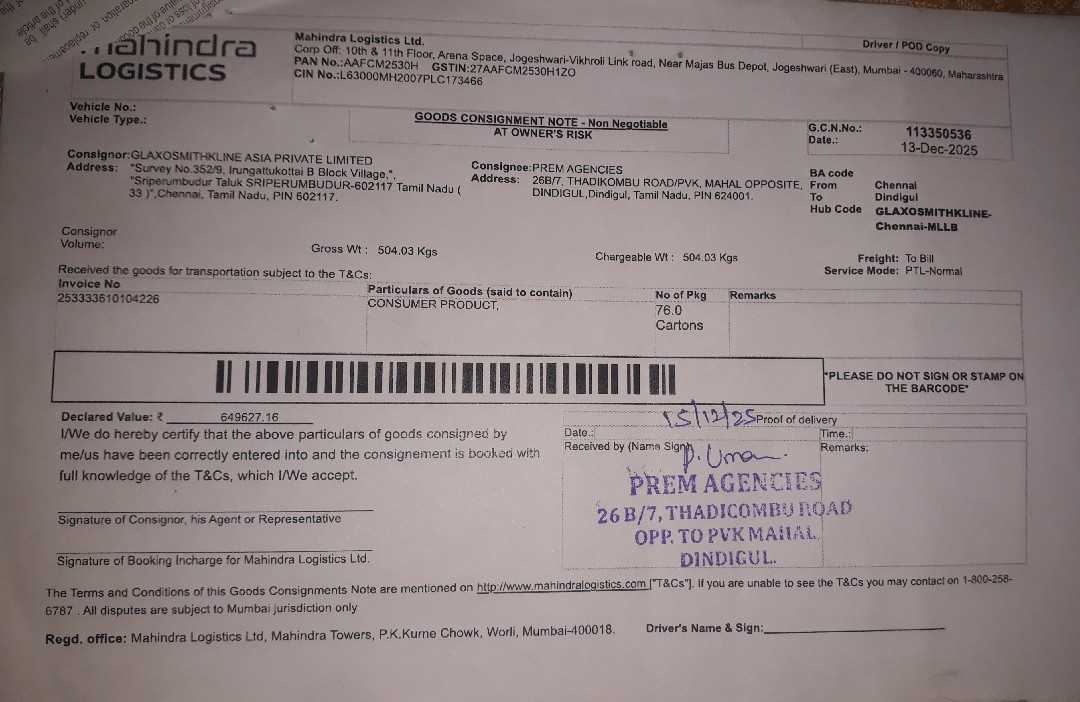 mahindra
LOGISTICS
Mahindra Logistics Ltd.
Corp Off: 10th & 11th Floor, Arena Space, Jogeshwari-Vikhroli Link road, Near Majas Bus Depot, Jogeshwari (East), Mumbai - 400060, Maharashtra
PAN No.:AAFCM2530H GSTIN:27AAFCM2530H1ZO
CIN No.:L63000MH2007PLC173466
Driver / POD Copy
Vehicle No.:
Vehicle Type.:
GOODS CONSIGNMENT NOTE - Non Negotiable
AT OWNER'S RISK
G.C.N.No.: 113350536
Date.: 13-Dec-2025
Consignor:GLAXOSMITHKLINE ASIA PRIVATE LIMITED
Address: "Survey No.352/9, Irungattukottai B Block Village,",
"Sriperumbudur Taluk SRIPERUMBUDUR-602117 Tamil Nadu (
33 )",Chennai, Tamil Nadu, PIN 602117.
Consignee:PREM AGENCIES
Address: 26B/7, THADIKOMBU ROAD/PVK, MAHAL OPPOSITE,
DINDIGUL,Dindigul, Tamil Nadu, PIN 624001.
BA code
From Chennai
To Dindigul
Hub Code GLAXOSMITHKLINE-
Chennai-MLLB
Consignor
Volume:
Gross Wt : 504.03 Kgs
Chargeable Wt : 504.03 Kgs
Freight: To Bill
Service Mode: PTL-Normal
Received the goods for transportation subject to the T&Cs:
Invoice No
253333610104226
Particulars of Goods (said to contain)
CONSUMER PRODUCT,
No of Pkg
76.0
Cartons
Remarks
*PLEASE DO NOT SIGN OR STAMP ON
THE BARCODE*
Declared Value: ₹ 649627.16
I/We do hereby certify that the above particulars of goods consigned by
me/us have been correctly entered into and the consignement is booked with
full knowledge of the T&Cs, which I/We accept.
Signature of Consignor, his Agent or Representative
Signature of Booking Incharge for Mahindra Logistics Ltd.
15/12/25 Proof of delivery
Date.: Time.:
Received by (Name Sign) Remarks:
P. Uma
PREM AGENCIES
26 B/7, THADICOMBU ROAD
OPP. TO PVK MAHAL
DINDIGUL.
The Terms and Conditions of this Goods Consignments Note are mentioned on http://www.mahindralogistics.com ["T&Cs"]. If you are unable to see the T&Cs you may contact on 1-800-258-
6787 . All disputes are subject to Mumbai jurisdiction only
Regd. office: Mahindra Logistics Ltd, Mahindra Towers, P.K.Kurne Chowk, Worli, Mumbai-400018.
Driver's Name & Sign: